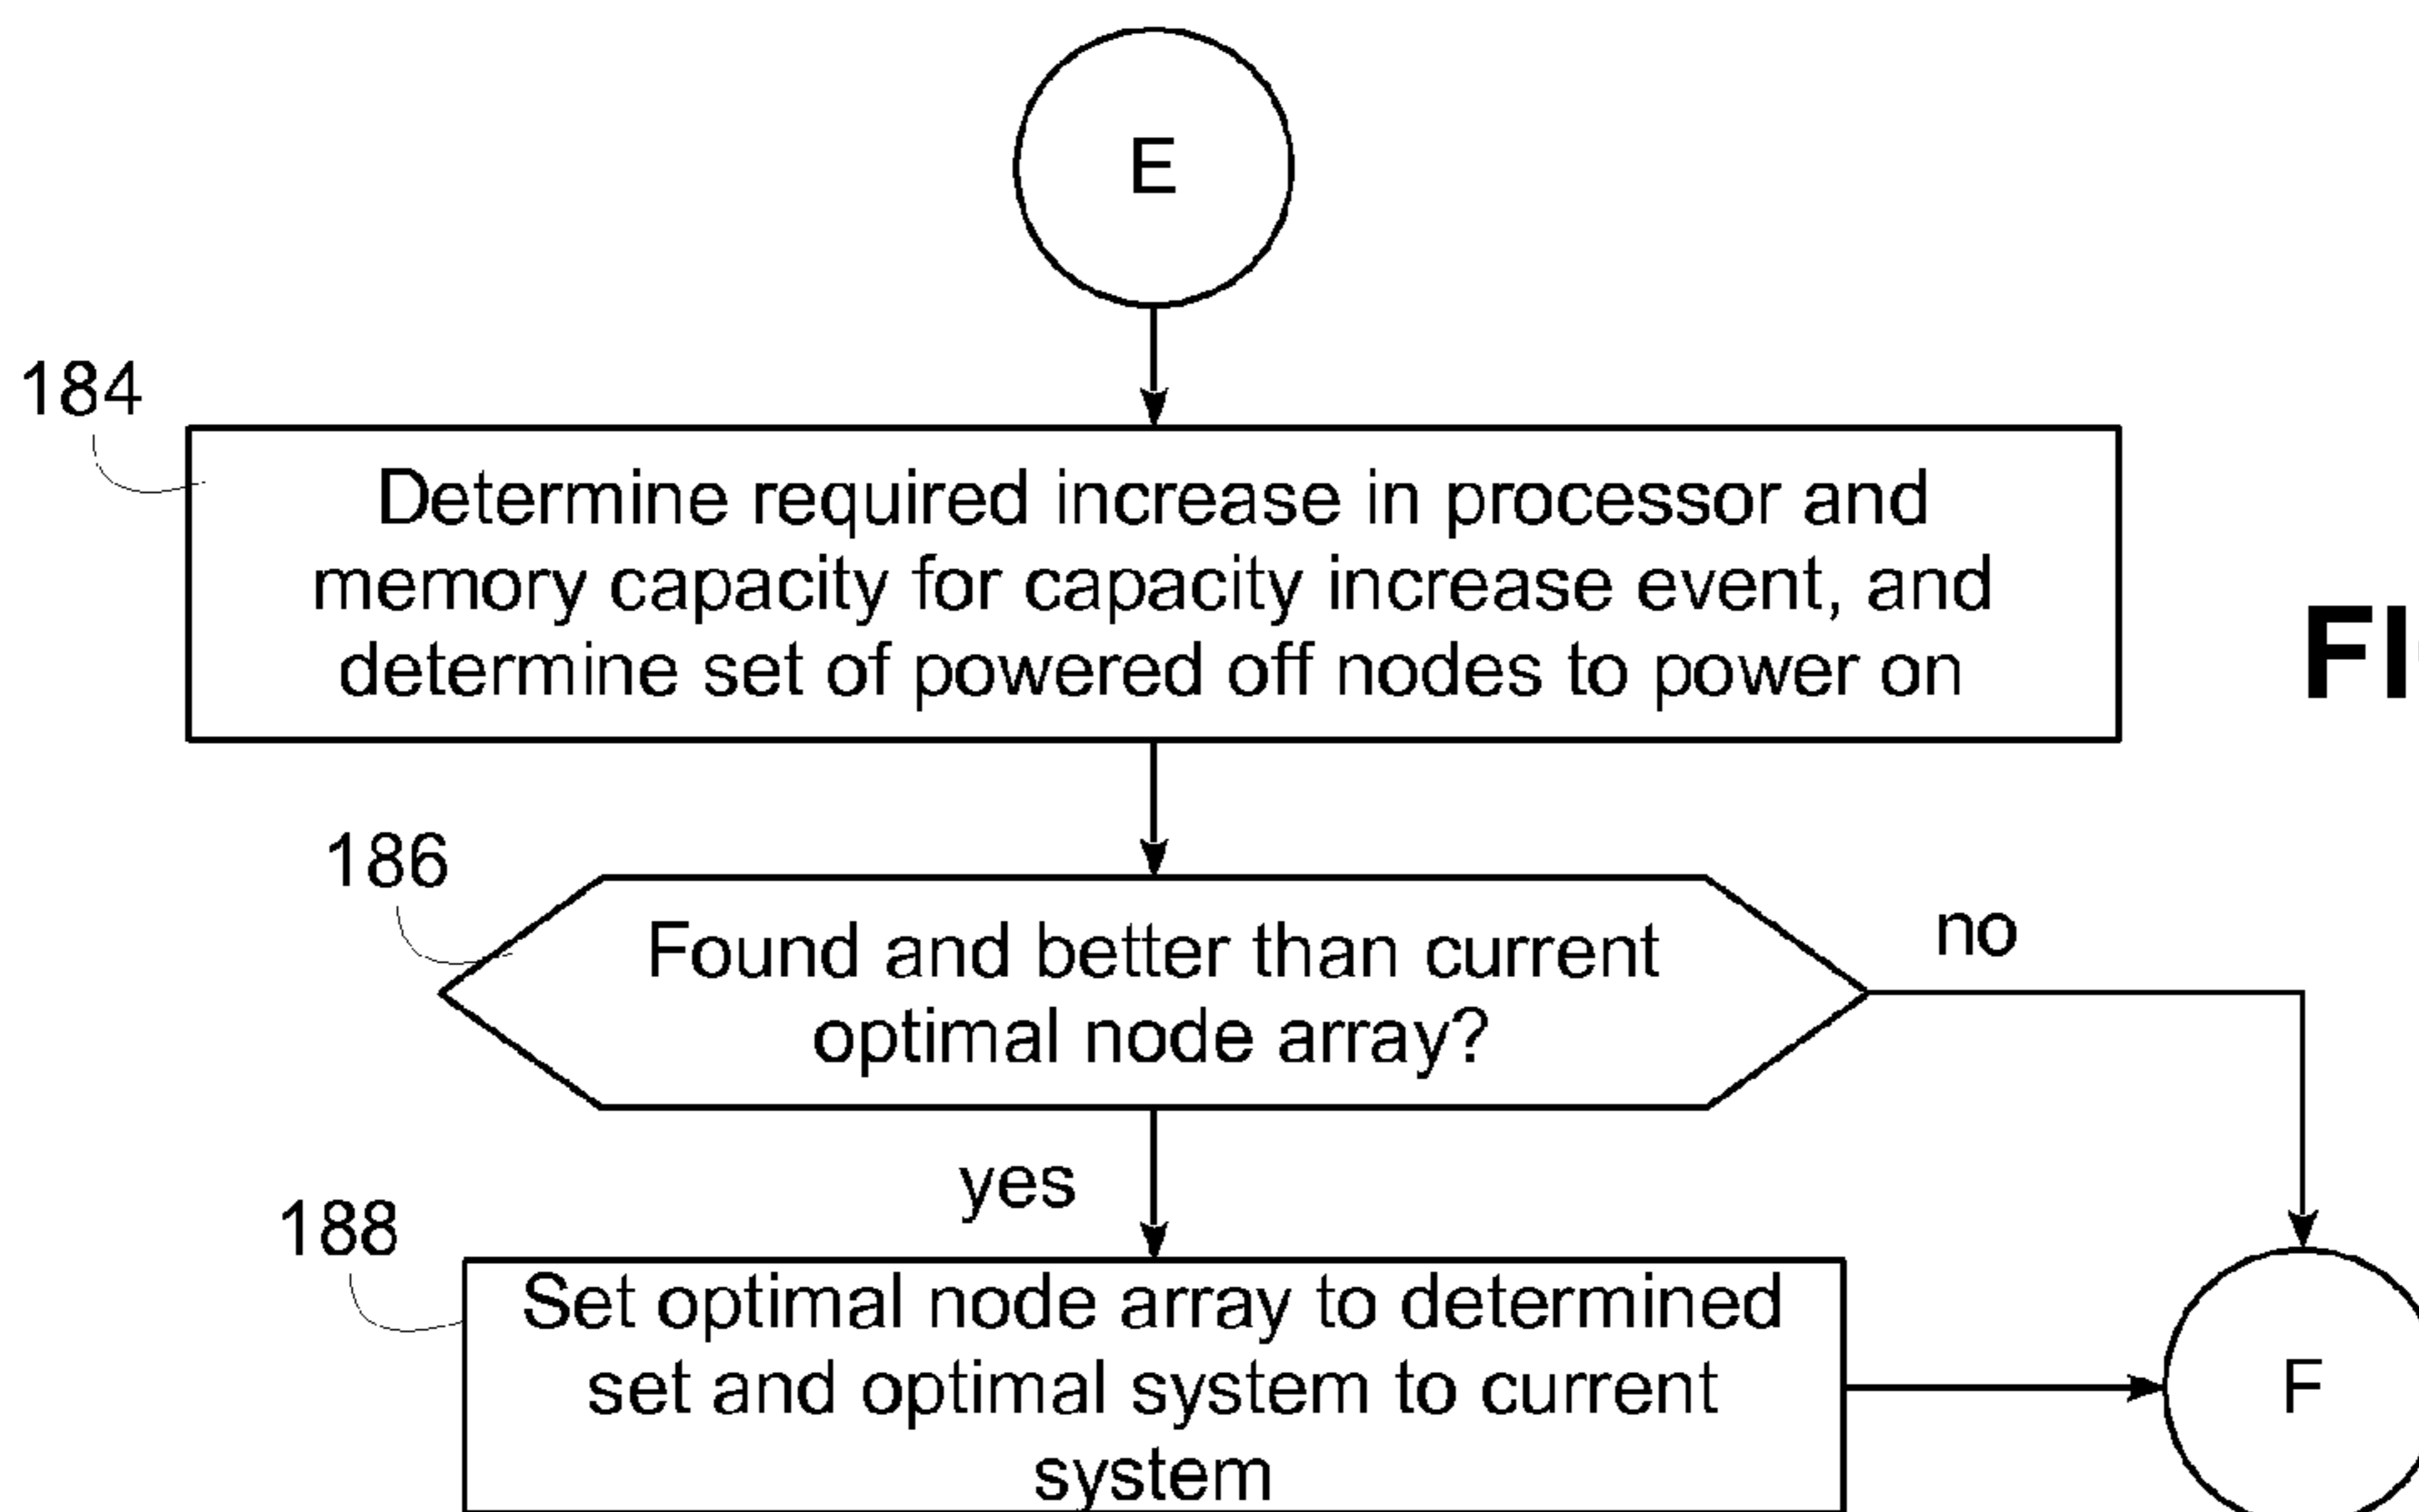 E
184
Determine required increase in processor and
memory capacity for capacity increase event, and
determine set of powered off nodes to power on
186
Found and better than current
optimal node array?
no
yes
188
Set optimal node array to determined
set and optimal system to current
system
F